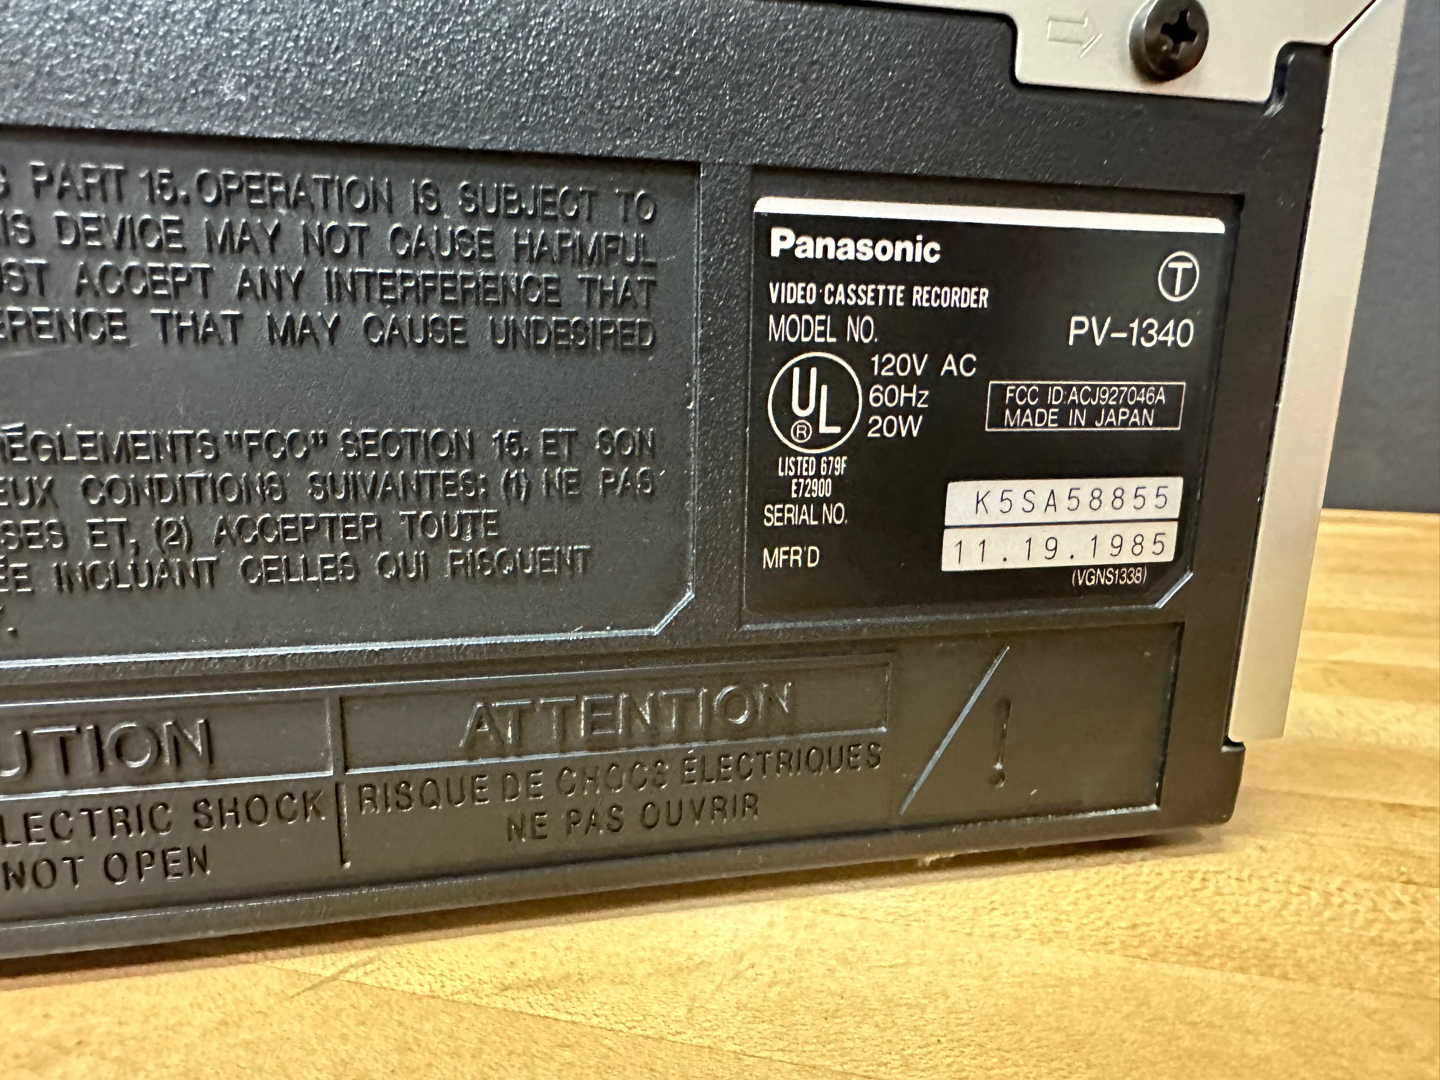 PART 15. OPERATION IS SUBJECT TO
IS DEVICE MAY NOT CAUSE HARMFUL
ST ACCEPT ANY INTERFERENCE THAT
ERENCE THAT MAY CAUSE UNDESIRED
RÉGLEMENTS "FCC" SECTION 15. ET SON
EUX CONDITIONS SUIVANTES: (1) NE PAS
SES ET, (2) ACCEPTER TOUTE
ÉE INCLUANT CELLES QUI RISQUENT
Panasonic
T
VIDEO CASSETTE RECORDER
MODEL NO. PV-1340
UL
®
120V AC
60Hz
20W
FCC ID:ACJ927046A
MADE IN JAPAN
LISTED 679F
E72900
SERIAL NO. K5SA58855
MFR'D 11.19.1985
(VGNS1338)
UTION
LECTRIC SHOCK
NOT OPEN
ATTENTION
RISQUE DE CHOCS ÉLECTRIQUES
NE PAS OUVRIR
!